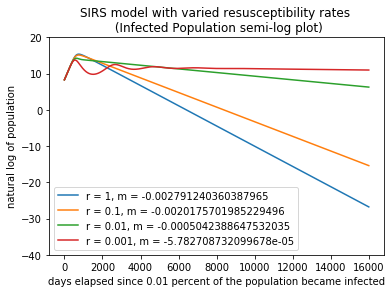 SIRS model with varied resusceptibility rates
(Infected Population semi-log plot)
natural log of population
20
10
0
−10
−20
−30
−40
r = 1, m = -0.002791240360387965
r = 0.1, m = -0.0020175701985229496
r = 0.01, m = -0.0005042388647532035
r = 0.001, m = -5.782708732099678e-05
0 2000 4000 6000 8000 10000 12000 14000 16000
days elapsed since 0.01 percent of the population became infected